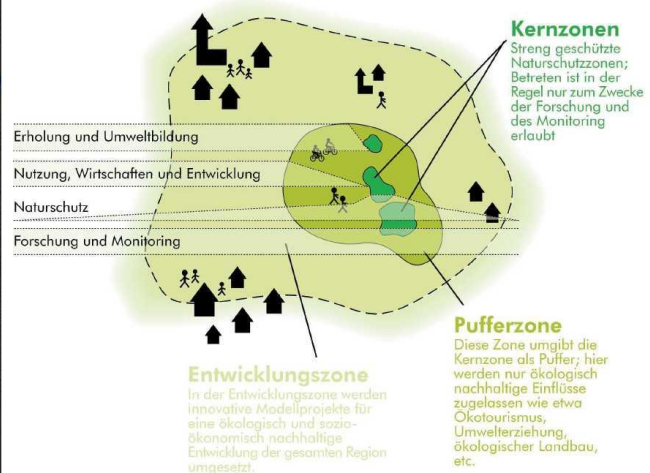 Kernzonen
Streng geschützte
Naturschutzzonen;
Betreten ist in der
Regel nur zum Zwecke
der Forschung und
des Monitoring
erlaubt
Erholung und Umweltbildung
Nutzung, Wirtschaften und Entwicklung
Naturschutz
Forschung und Monitoring
Pufferzone
Diese Zone umgibt die
Kernzone als Puffer; hier
werden nur ökologisch
nachhaltige Einflüsse
zugelassen wie etwa
Ökotourismus,
Umwelterziehung,
ökologischer Landbau,
etc.
Entwicklungszone
In der Entwicklungszone werden
innovative Modellprojekte für
eine ökologisch und sozio-
ökonomisch nachhaltige
Entwicklung der gesamten Region
umgesetzt.